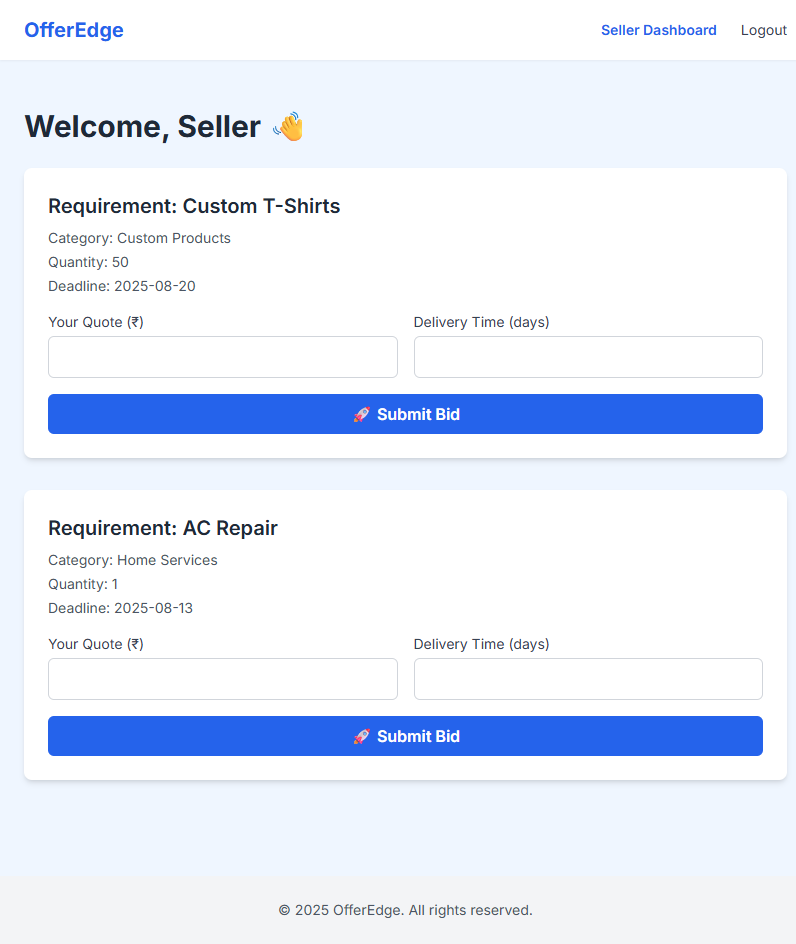 OfferEdge
Seller Dashboard Logout
Welcome, Seller 👋
Requirement: Custom T-Shirts
Category: Custom Products
Quantity: 50
Deadline: 2025-08-20
Your Quote (₹) Delivery Time (days)
🚀 Submit Bid
Requirement: AC Repair
Category: Home Services
Quantity: 1
Deadline: 2025-08-13
Your Quote (₹) Delivery Time (days)
🚀 Submit Bid
© 2025 OfferEdge. All rights reserved.